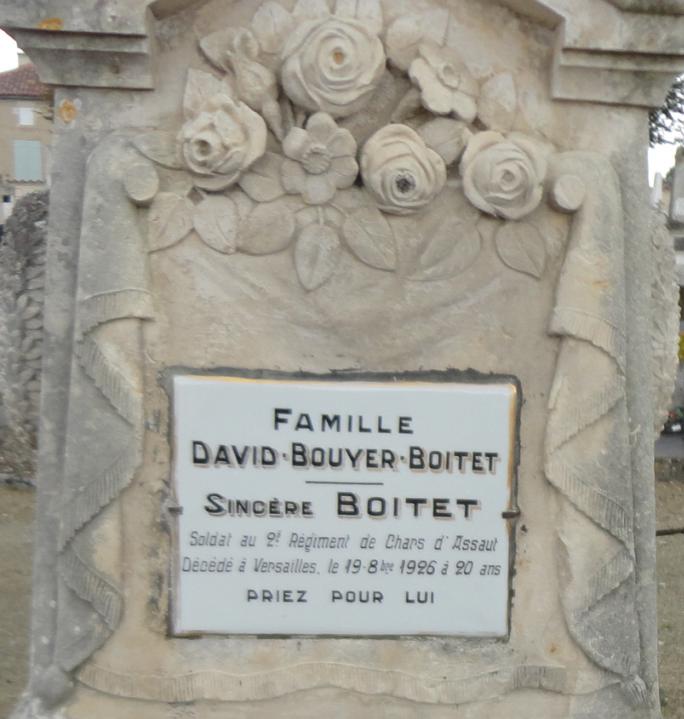 FAMILLE
DAVID·BOUYER·BOITET
SINCÈRE BOITET
Soldat au 2ᵉ Régiment de Chars d'Assaut
Décédé à Versailles, le 19-8ᵇʳᵉ 1926 à 20 ans
PRIEZ POUR LUI